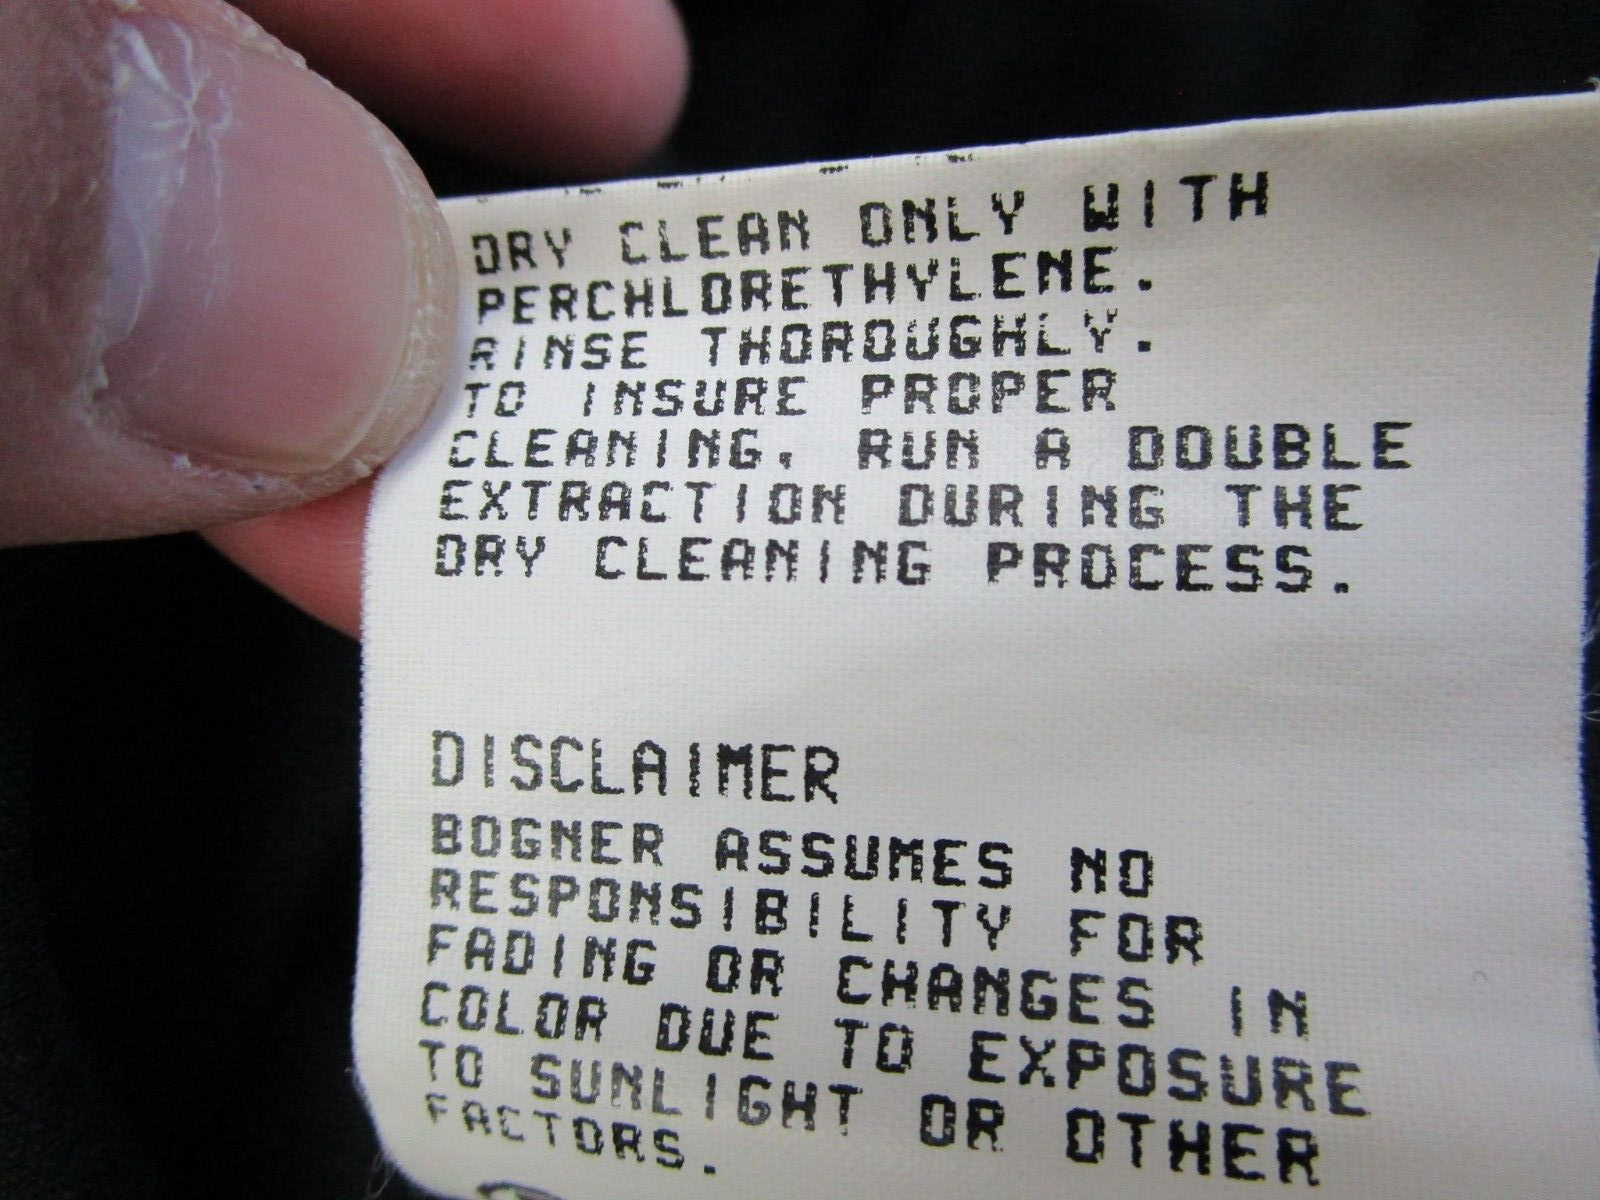 DRY CLEAN ONLY WITH
PERCHLORETHYLENE.
RINSE THOROUGHLY.
TO INSURE PROPER
CLEANING, RUN A DOUBLE
EXTRACTION DURING THE
DRY CLEANING PROCESS.
DISCLAIMER
BOGNER ASSUMES NO
RESPONSIBILITY FOR
FADING OR CHANGES IN
COLOR DUE TO EXPOSURE
TO SUNLIGHT OR OTHER
FACTORS.